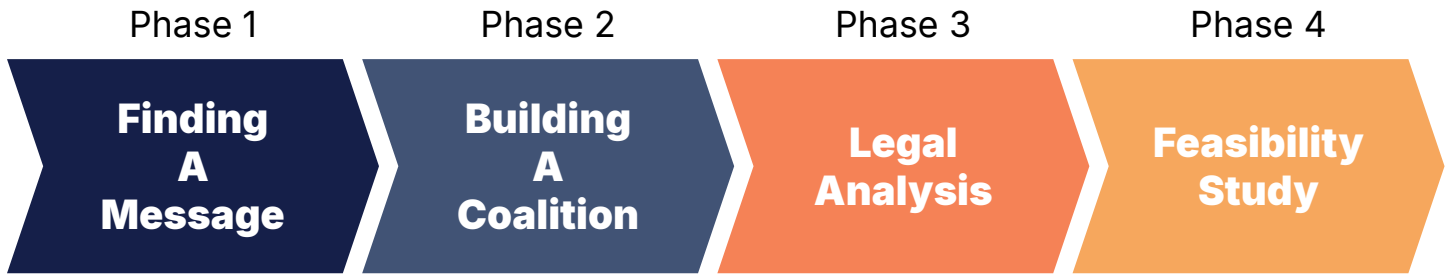 Phase 1
Finding
A
Message
Phase 2
Building
A
Coalition
Phase 3
Legal
Analysis
Phase 4
Feasibility
Study